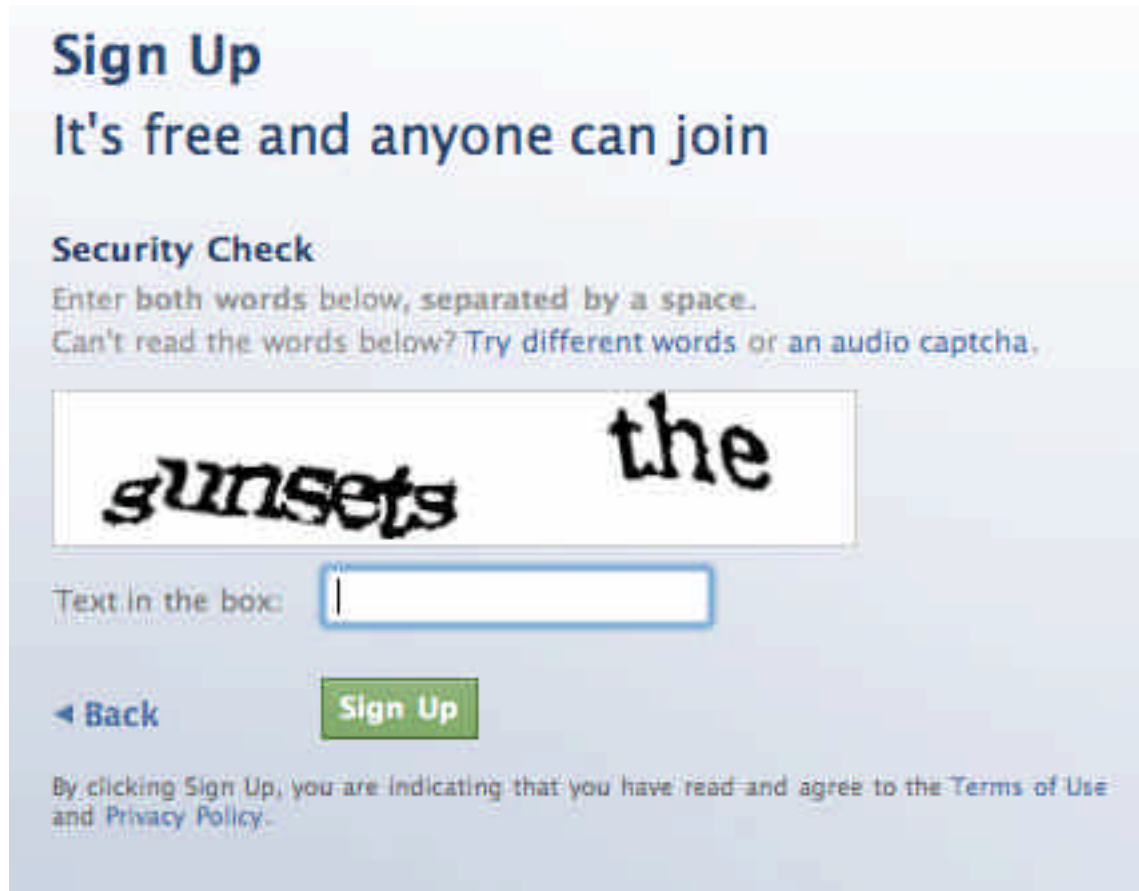 Sign Up
It's free and anyone can join
Security Check
Enter both words below, separated by a space.
Can't read the words below? Try different words or an audio captcha.
sunsets the
Text in the box:
◄ Back
Sign Up
By clicking Sign Up, you are indicating that you have read and agree to the Terms of Use
and Privacy Policy.